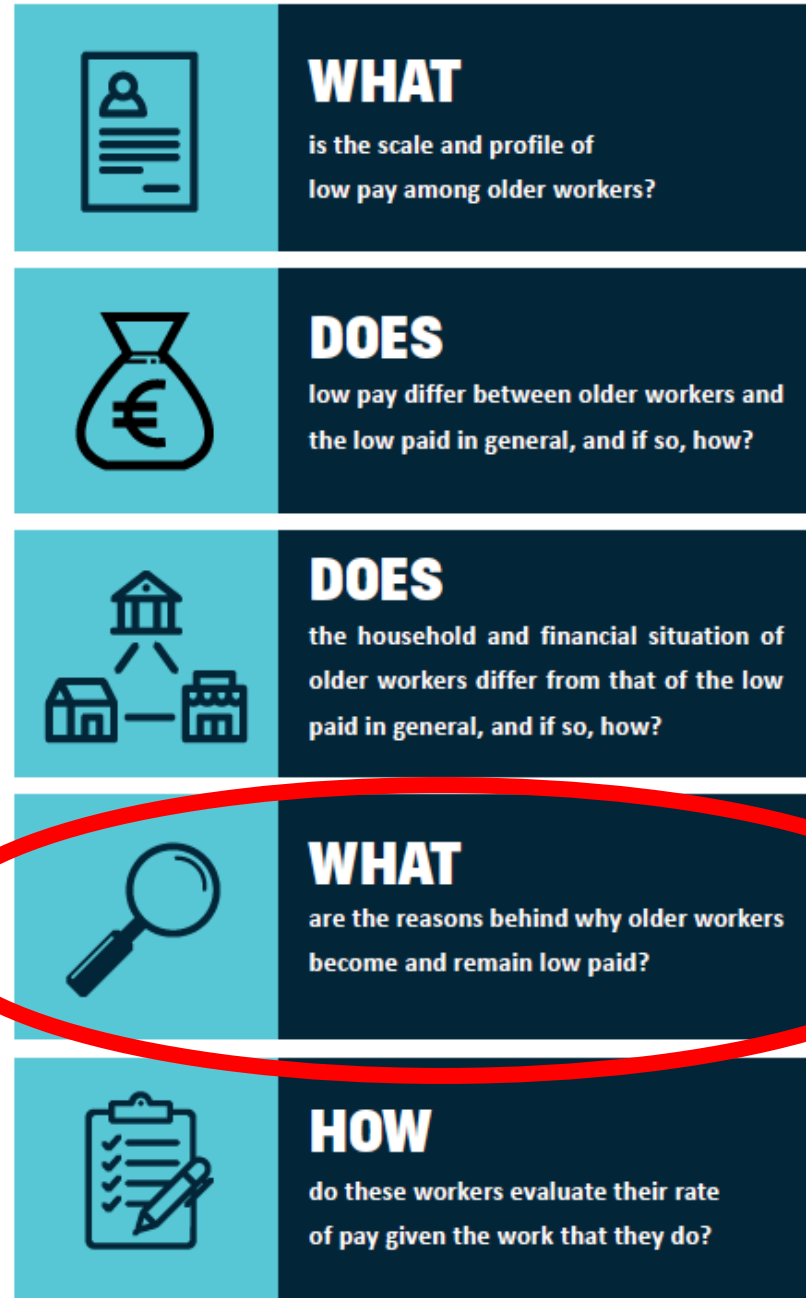 WHAT
is the scale and profile of
low pay among older workers?
DOES
low pay differ between older workers and
the low paid in general, and if so, how?
DOES
the household and financial situation of
older workers differ from that of the low
paid in general, and if so, how?
WHAT
are the reasons behind why older workers
become and remain low paid?
HOW
do these workers evaluate their rate
of pay given the work that they do?